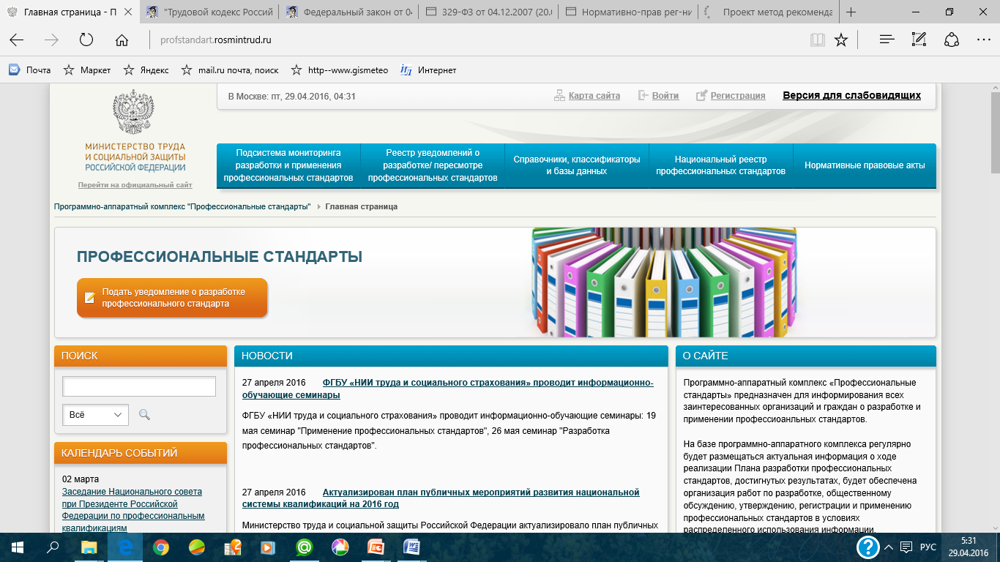 Главная страница - П
"Трудовой кодекс Россий
Федеральный закон от 04
329-ФЗ от 04.12.2007 (20.0
Нормативно-прав рег-ни
Проект метод рекоменда
profstandart.rosmintrud.ru
Почта
Маркет
Яндекс
mail.ru почта, поиск
http--www.gismeteo
Интернет
В Москве: пт, 29.04.2016, 04:31
Карта сайта
Войти
Регистрация
Версия для слабовидящих
МИНИСТЕРСТВО ТРУДА
И СОЦИАЛЬНОЙ ЗАЩИТЫ
РОССИЙСКОЙ ФЕДЕРАЦИИ
Перейти на официальный сайт
Подсистема мониторинга
разработки и применения
профессиональных стандартов
Реестр уведомлений о
разработке/ пересмотре
профессиональных стандартов
Справочники, классификаторы
и базы данных
Национальный реестр
профессиональных стандартов
Нормативные правовые акты
Программно-аппаратный комплекс "Профессиональные стандарты"
Главная страница
ПРОФЕССИОНАЛЬНЫЕ СТАНДАРТЫ
Подать уведомление о разработке
профессионального стандарта
ПОИСК
Всё
КАЛЕНДАРЬ СОБЫТИЙ
02 марта
Заседание Национального совета
при Президенте Российской
Федерации по профессиональным
квалификациям
НОВОСТИ
27 апреля 2016 ФГБУ «НИИ труда и социального страхования» проводит информационно-
обучающие семинары
ФГБУ «НИИ труда и социального страхования» проводит информационно-обучающие семинары: 19
мая семинар "Применение профессиональных стандартов", 26 мая семинар "Разработка
профессиональных стандартов".
27 апреля 2016 Актуализирован план публичных мероприятий развития национальной
системы квалификаций на 2016 год
Министерство труда и социальной защиты Российской Федерации актуализировало план публичных
О САЙТЕ
Программно-аппаратный комплекс «Профессиональные
стандарты» предназначен для информирования всех
заинтересованных организаций и граждан о разработке и
применении профессиоанльных стандартов.
На базе программно-аппаратного комплекса регулярно
будет размещаться актуальная информация о ходе
реализации Плана разработки профессиональных
стандартов, достигнутых результатах, будет обеспечена
организация работ по разработке, общественному
обсуждению, утверждению, регистрации и применению
профессиональных стандартов в условиях
распределенного использования информации.
РУС
5:31
29.04.2016